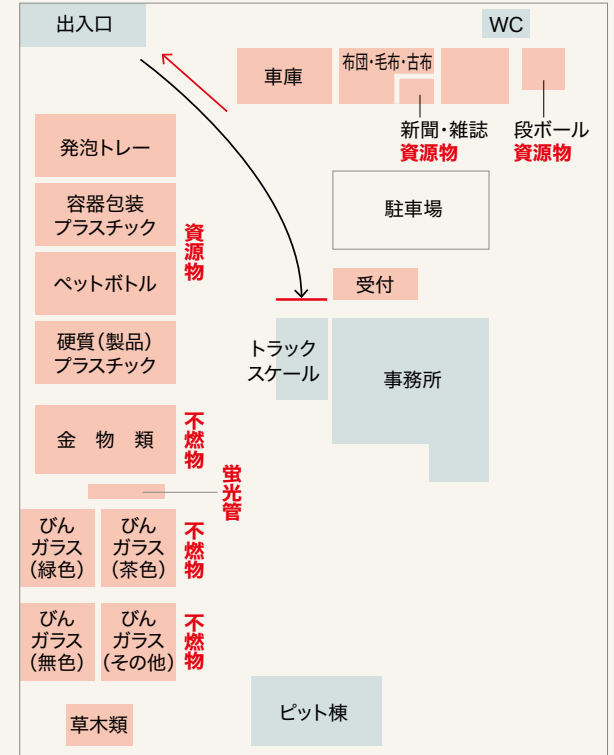 出入口
WC
車庫
布団・毛布・古布
新聞・雑誌
資源物
段ボール
資源物
発泡トレー
容器包装
プラスチック
ペットボトル
硬質（製品）
プラスチック
資源物
駐車場
受付
トラック
スケール
事務所
金物類
不燃物
蛍光管
びん
ガラス
（緑色）
びん
ガラス
（茶色）
不燃物
びん
ガラス
（無色）
びん
ガラス
（その他）
不燃物
草木類
ピット棟